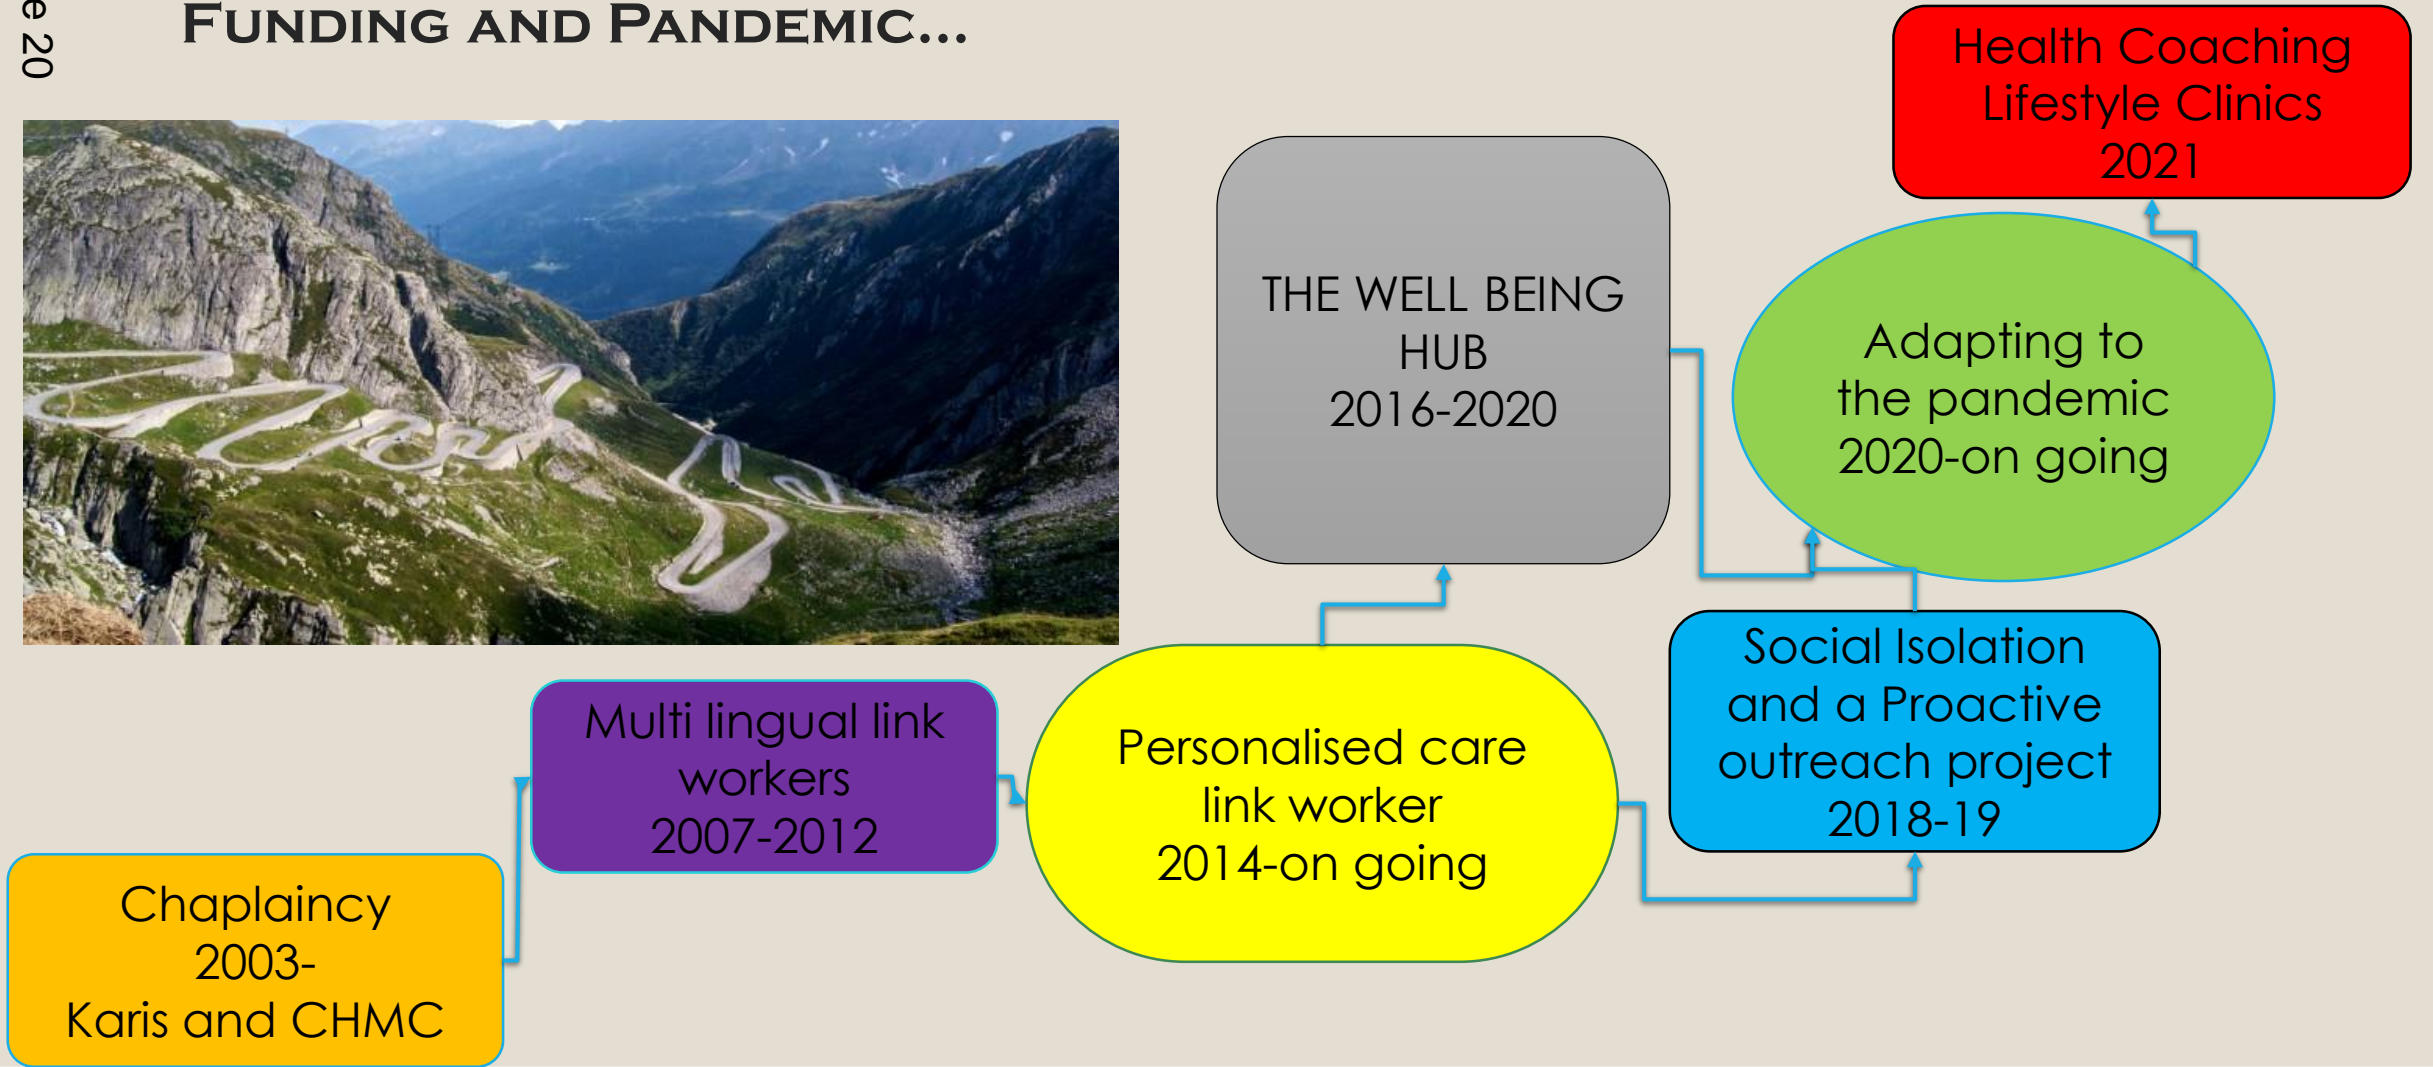 e 20
FUNDING AND PANDEMIC...
Health Coaching
Lifestyle Clinics
2021
THE WELL BEING
HUB
2016-2020
Adapting to
the pandemic
2020-on going
Social Isolation
and a Proactive
outreach project
2018-19
Multi lingual link
workers
2007-2012
Personalised care
link worker
2014-on going
Chaplaincy
2003-
Karis and CHMC